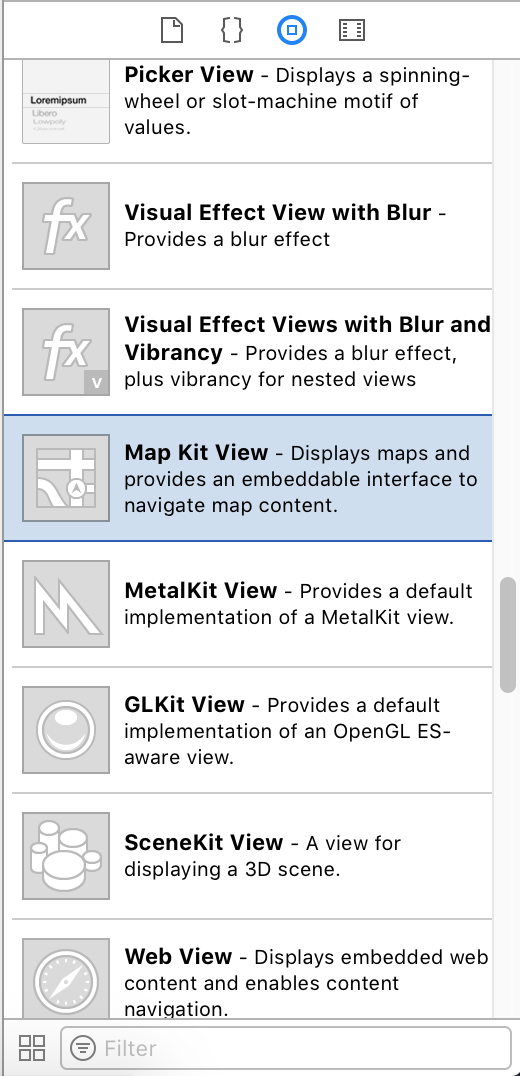 Picker View - Displays a spinning-
wheel or slot-machine motif of
values.
Loremipsum
Libero
Lowpoly
Visual Effect View with Blur -
Provides a blur effect
Visual Effect Views with Blur and
Vibrancy - Provides a blur effect,
plus vibrancy for nested views
fx
fx
V
Map Kit View - Displays maps and
provides an embeddable interface to
navigate map content.
MetalKit View - Provides a default
implementation of a MetalKit view.
GLKit View - Provides a default
implementation of an OpenGL ES-
aware view.
SceneKit View - A view for
displaying a 3D scene.
Web View - Displays embedded web
content and enables content
navigation.
Filter